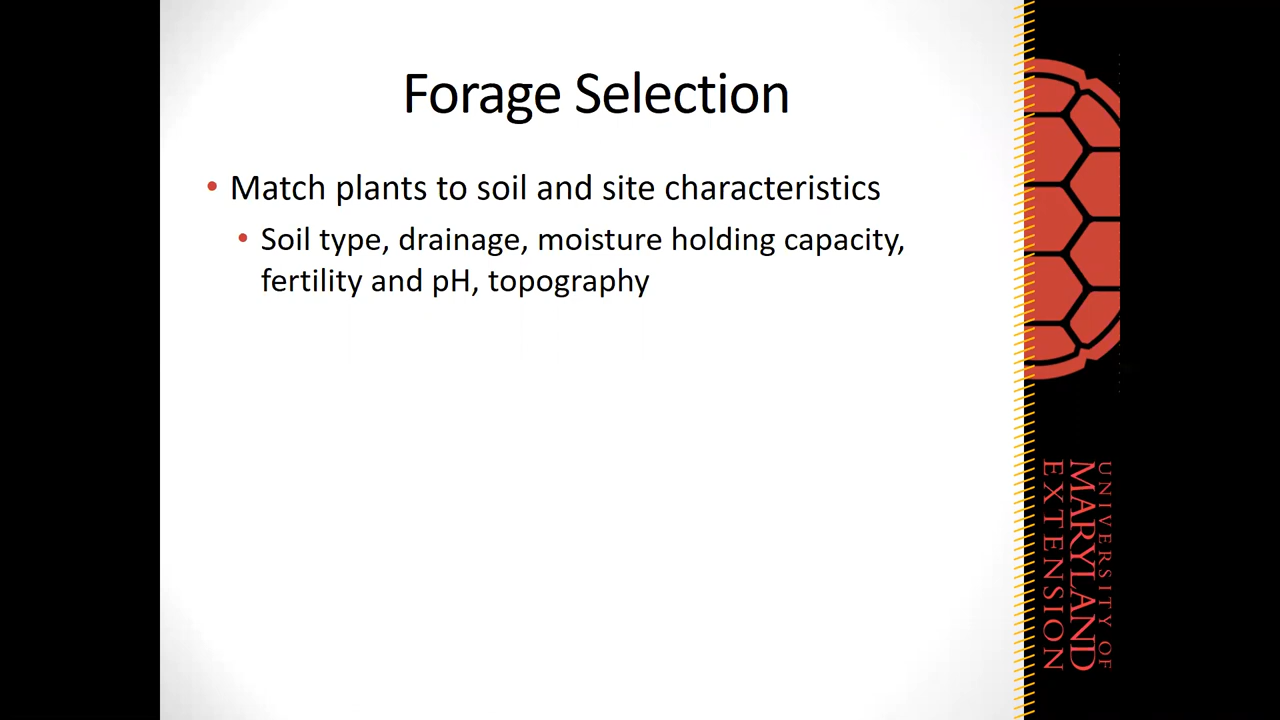 Forage Selection
• Match plants to soil and site characteristics
• Soil type, drainage, moisture holding capacity,
fertility and pH, topography
UNIVERSITY OF
MARYLAND
EXTENSION